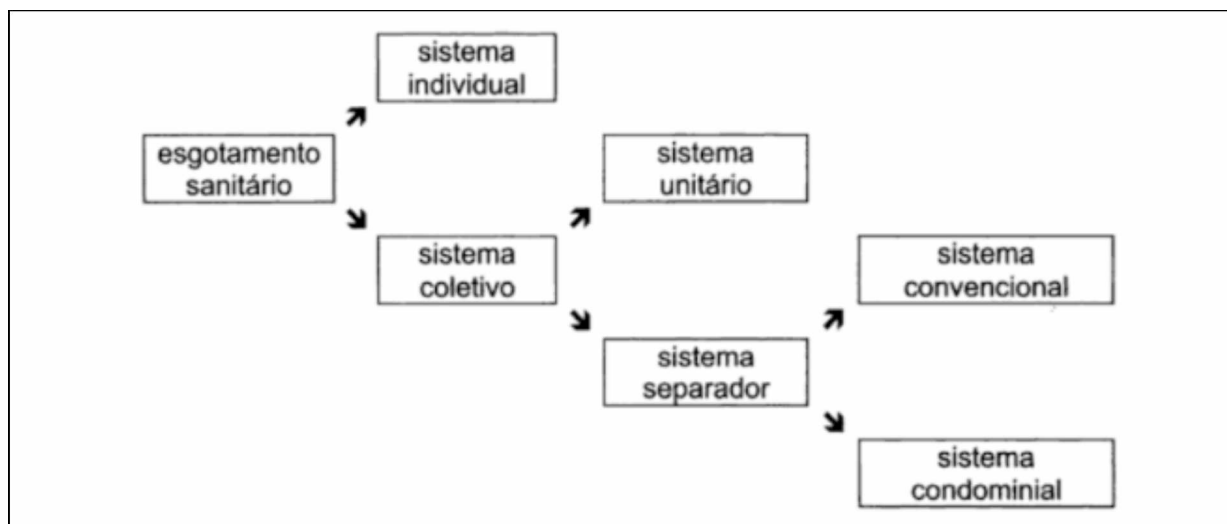 sistema
individual
esgotamento
sanitário
sistema
unitário
sistema
coletivo
sistema
convencional
sistema
separador
sistema
condominial